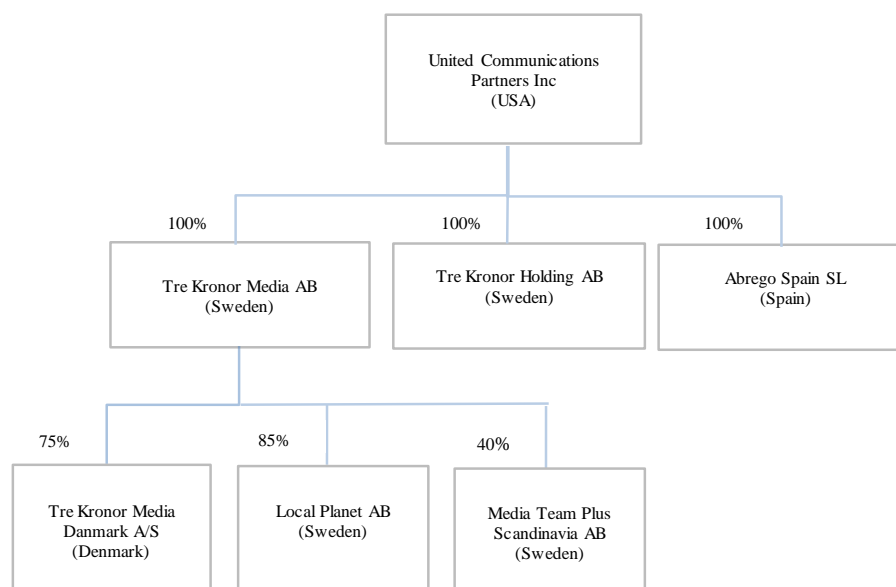 United Communications
Partners Inc
(USA)
100%
100%
100%
Tre Kronor Media AB
(Sweden)
Tre Kronor Holding AB
(Sweden)
Abrego Spain SL
(Spain)
75%
85%
40%
Tre Kronor Media
Danmark A/S
(Denmark)
Local Planet AB
(Sweden)
Media Team Plus
Scandinavia AB
(Sweden)